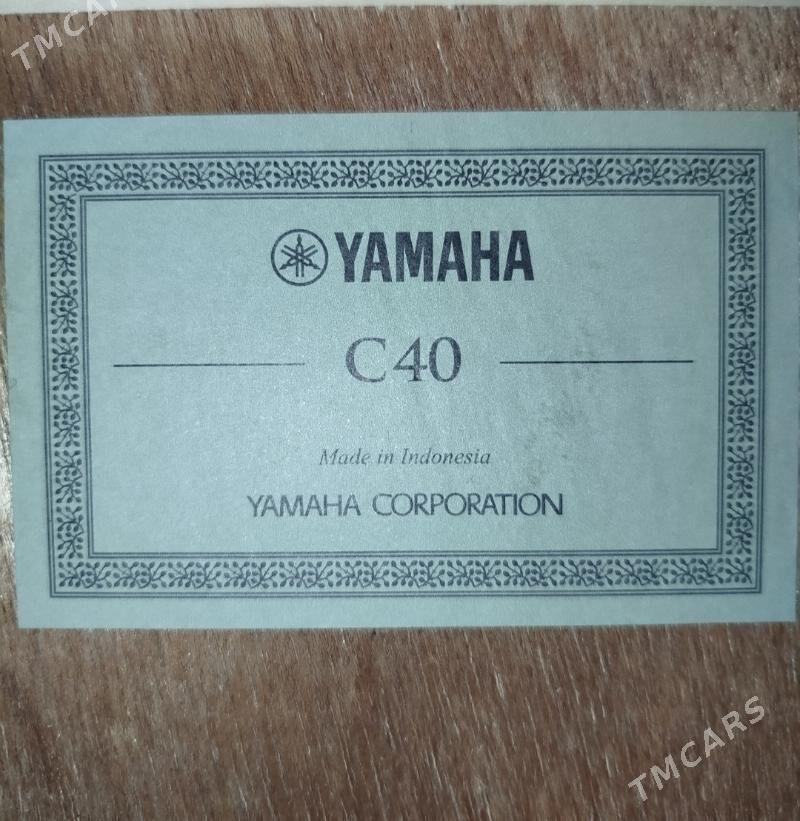 TMCARS
YAMAHA
C40
Made in Indonesia
YAMAHA CORPORATION
TMCARS